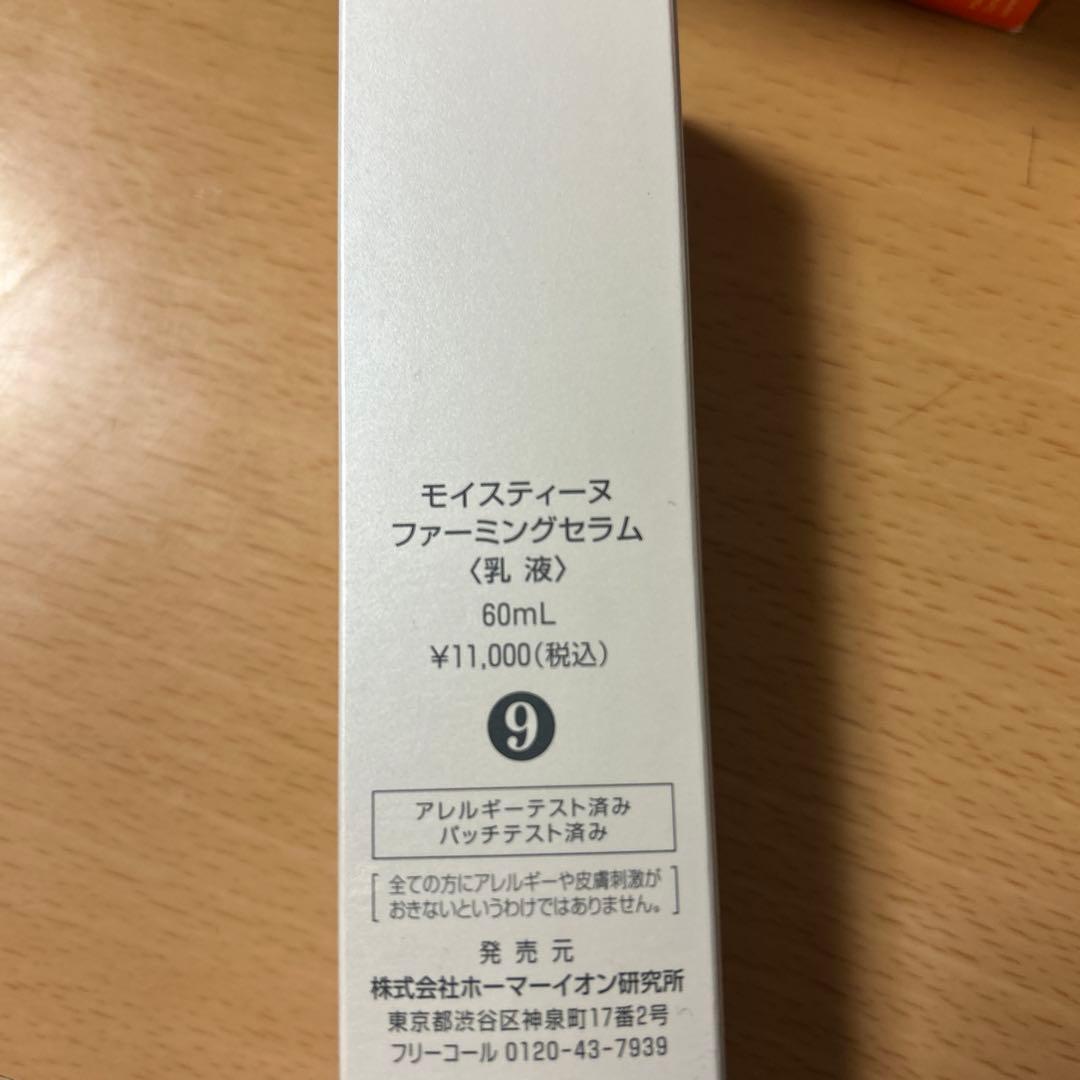 モイスティーヌ
ファーミングセラム
〈乳 液〉
60mL
¥11,000(税込)
9
アレルギーテスト済み
パッチテスト済み
全ての方にアレルギーや皮膚刺激が
おきないというわけではありません。
発 売 元
株式会社ホーマーイオン研究所
東京都渋谷区神泉町17番2号
フリーコール 0120-43-7939